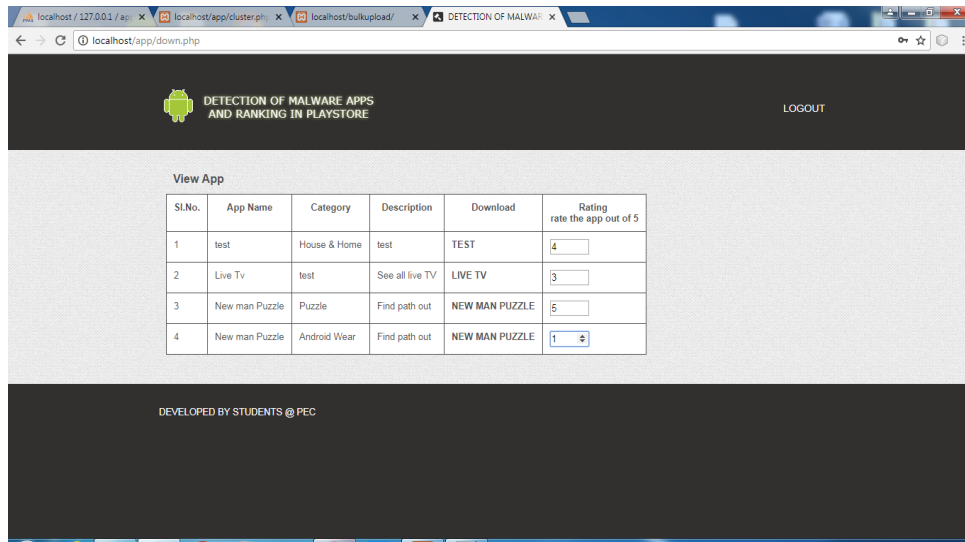 localhost / 127.0.0.1 / ap
localhost/app/cluster.ph
localhost/bulkupload/
DETECTION OF MALWAR
localhost/app/down.php
DETECTION OF MALWARE APPS
AND RANKING IN PLAYSTORE
LOGOUT
View App
Sl.No. App Name Category Description Download Rating
rate the app out of 5
1 test House & Home test TEST 4
2 Live Tv test See all live TV LIVE TV 3
3 New man Puzzle Puzzle Find path out NEW MAN PUZZLE 5
4 New man Puzzle Android Wear Find path out NEW MAN PUZZLE 1
DEVELOPED BY STUDENTS @ PEC